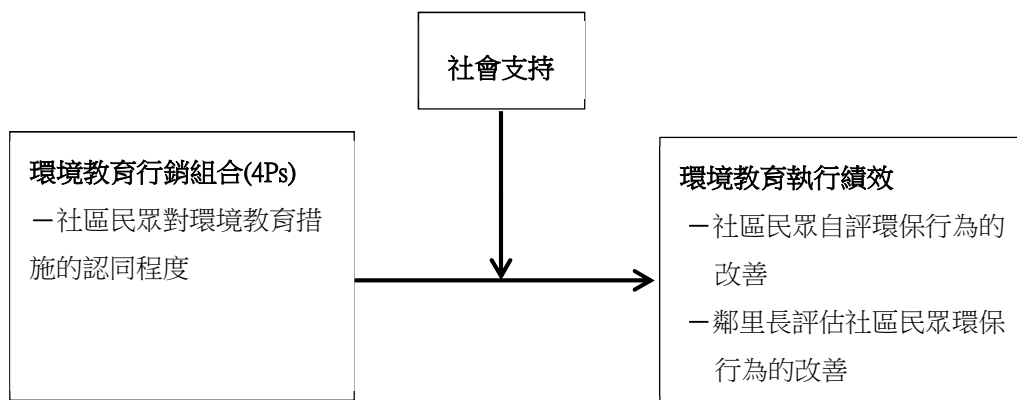 社會支持
環境教育行銷組合(4Ps)
－社區民眾對環境教育措
施的認同程度
環境教育執行績效
－社區民眾自評環保行為的
改善
－鄰里長評估社區民眾環保
行為的改善